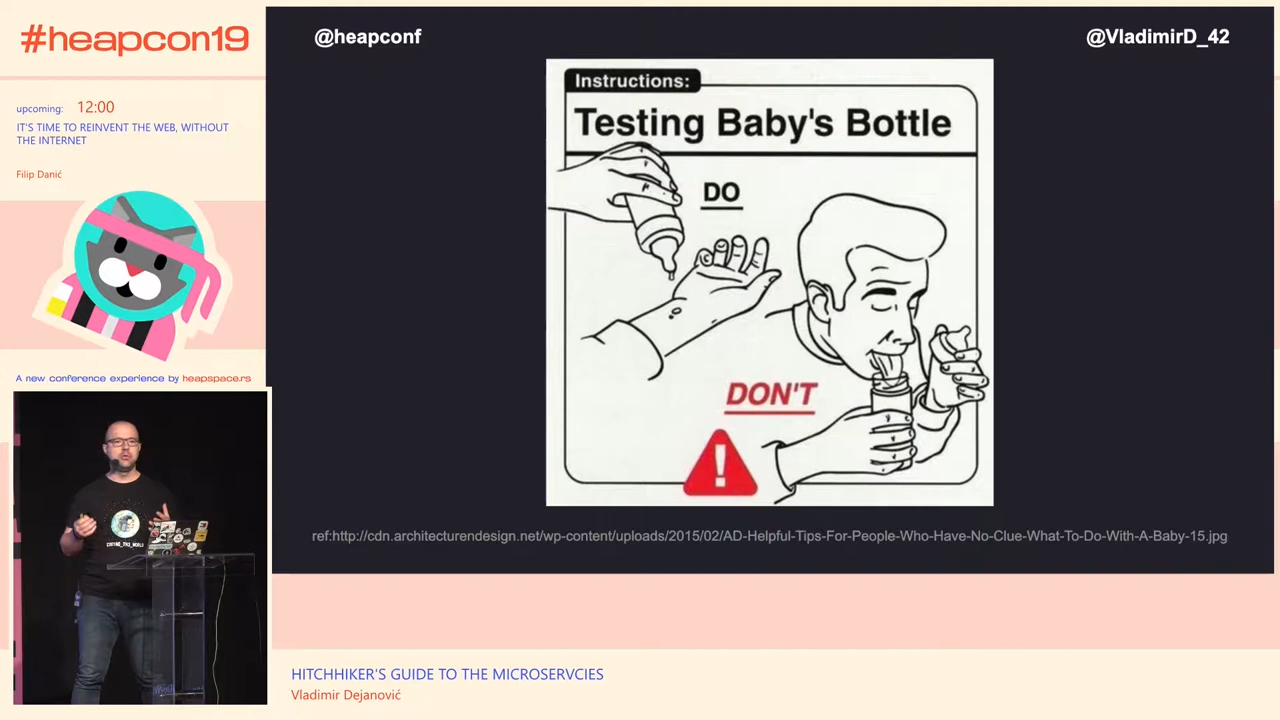 #heapcon19
upcoming: 12:00
IT'S TIME TO REINVENT THE WEB, WITHOUT
THE INTERNET
Filip Danić
A new conference experience by heapspace.rs
@heapconf
@VladimirD_42
Instructions:
Testing Baby's Bottle
DO
DON'T
!
ref:http://cdn.architecturendesign.net/wp-content/uploads/2015/02/AD-Helpful-Tips-For-People-Who-Have-No-Clue-What-To-Do-With-A-Baby-15.jpg
HITCHHIKER'S GUIDE TO THE MICROSERVCIES
Vladimir Dejanović